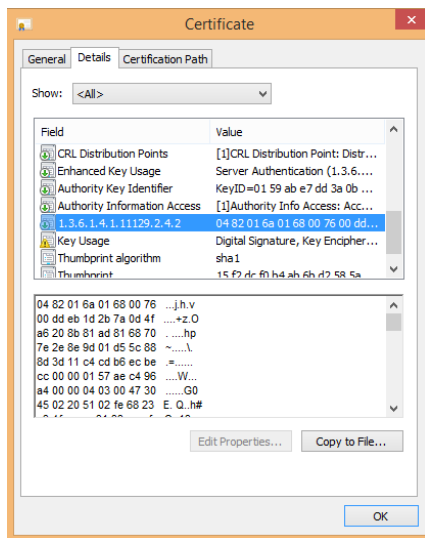 Certificate
General Details Certification Path
Show: <All>
Field Value
CRL Distribution Points [1]CRL Distribution Point: Distr...
Enhanced Key Usage Server Authentication (1.3.6....
Authority Key Identifier KeyID=01 59 ab e7 dd 3a 0b ...
Authority Information Access [1]Authority Info Access: Acc...
1.3.6.1.4.1.11129.2.4.2 04 82 01 6a 01 68 00 76 00 dd...
Key Usage Digital Signature, Key Encipher...
Thumbprint algorithm sha1
Thumbprint 15 f2 dc f0 b4 ab 6b d2 58 5a
04 82 01 6a 01 68 00 76 ...j.h.v
00 dd eb 1d 2b 7a 0d 4f ....+z.O
a6 20 8b 81 ad 81 68 70 . ....hp
7e 2e 8e 9d 01 d5 5c 88 ~.....\.
8d 3d 11 c4 cd b6 ec be .=......
cc 00 00 01 57 ae c4 96 ....W...
a4 00 00 04 03 00 47 30 ......G0
45 02 20 51 02 fe 68 23 E. Q..h#
Edit Properties... Copy to File...
OK